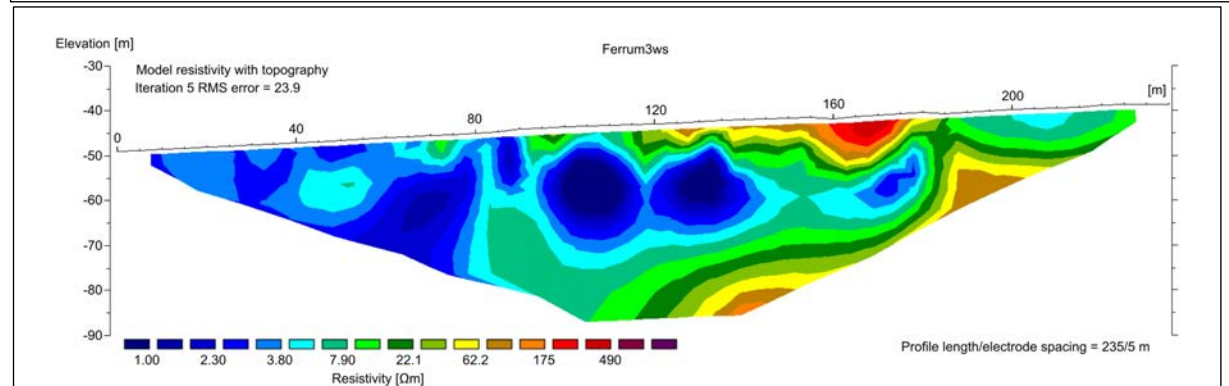 Elevation [m]
Ferrum3ws
-30
Model resistivity with topography
Iteration 5 RMS error = 23.9
[m]
-40
0 40 80 120 160 200
-50
-60
-70
-80
-90
1.00 2.30 3.80 7.90 22.1 62.2 175 490
Resistivity [Ωm]
Profile length/electrode spacing = 235/5 m